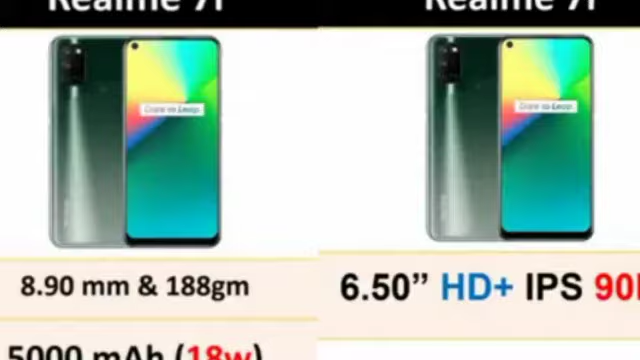 Realme 7i
Realme 7i
Dare to Leap
Dare to Leap
8.90 mm & 188gm
6.50” HD+ IPS 90
5000 mAh (18w)